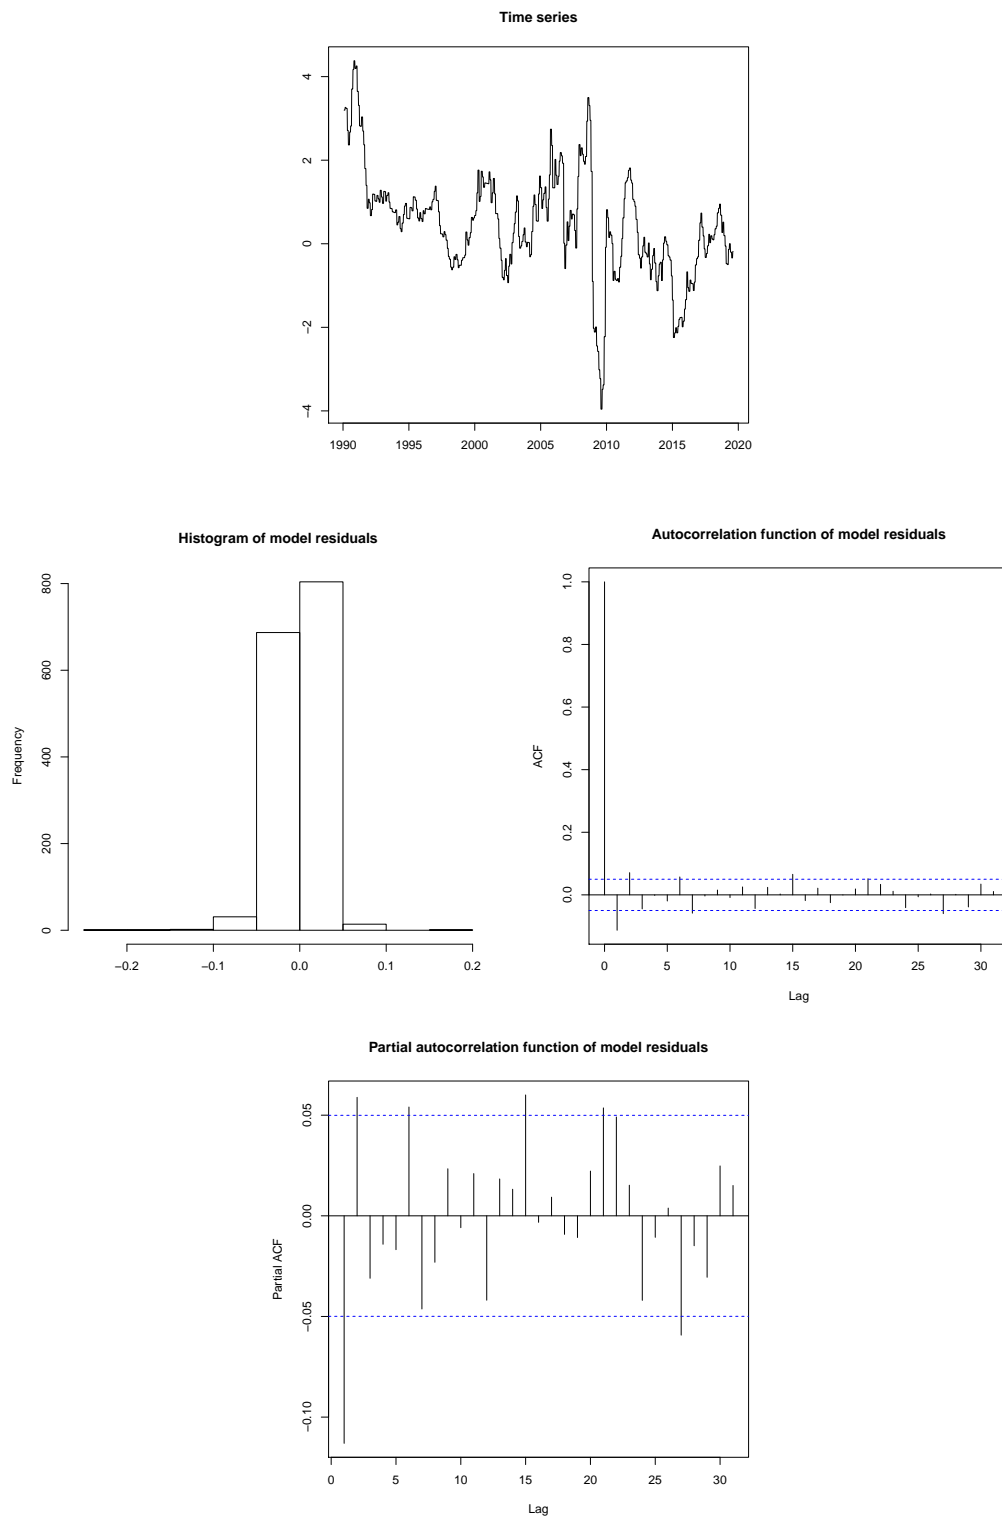 Time series
4
2
0
−2
−4
1990 1995 2000 2005 2010 2015 2020
Histogram of model residuals
Frequency
800
600
400
200
0
−0.2 −0.1 0.0 0.1 0.2
Autocorrelation function of model residuals
ACF
1.0
0.8
0.6
0.4
0.2
0.0
0 5 10 15 20 25 30
Lag
Partial autocorrelation function of model residuals
Partial ACF
0.05
0.00
−0.05
−0.10
0 5 10 15 20 25 30
Lag